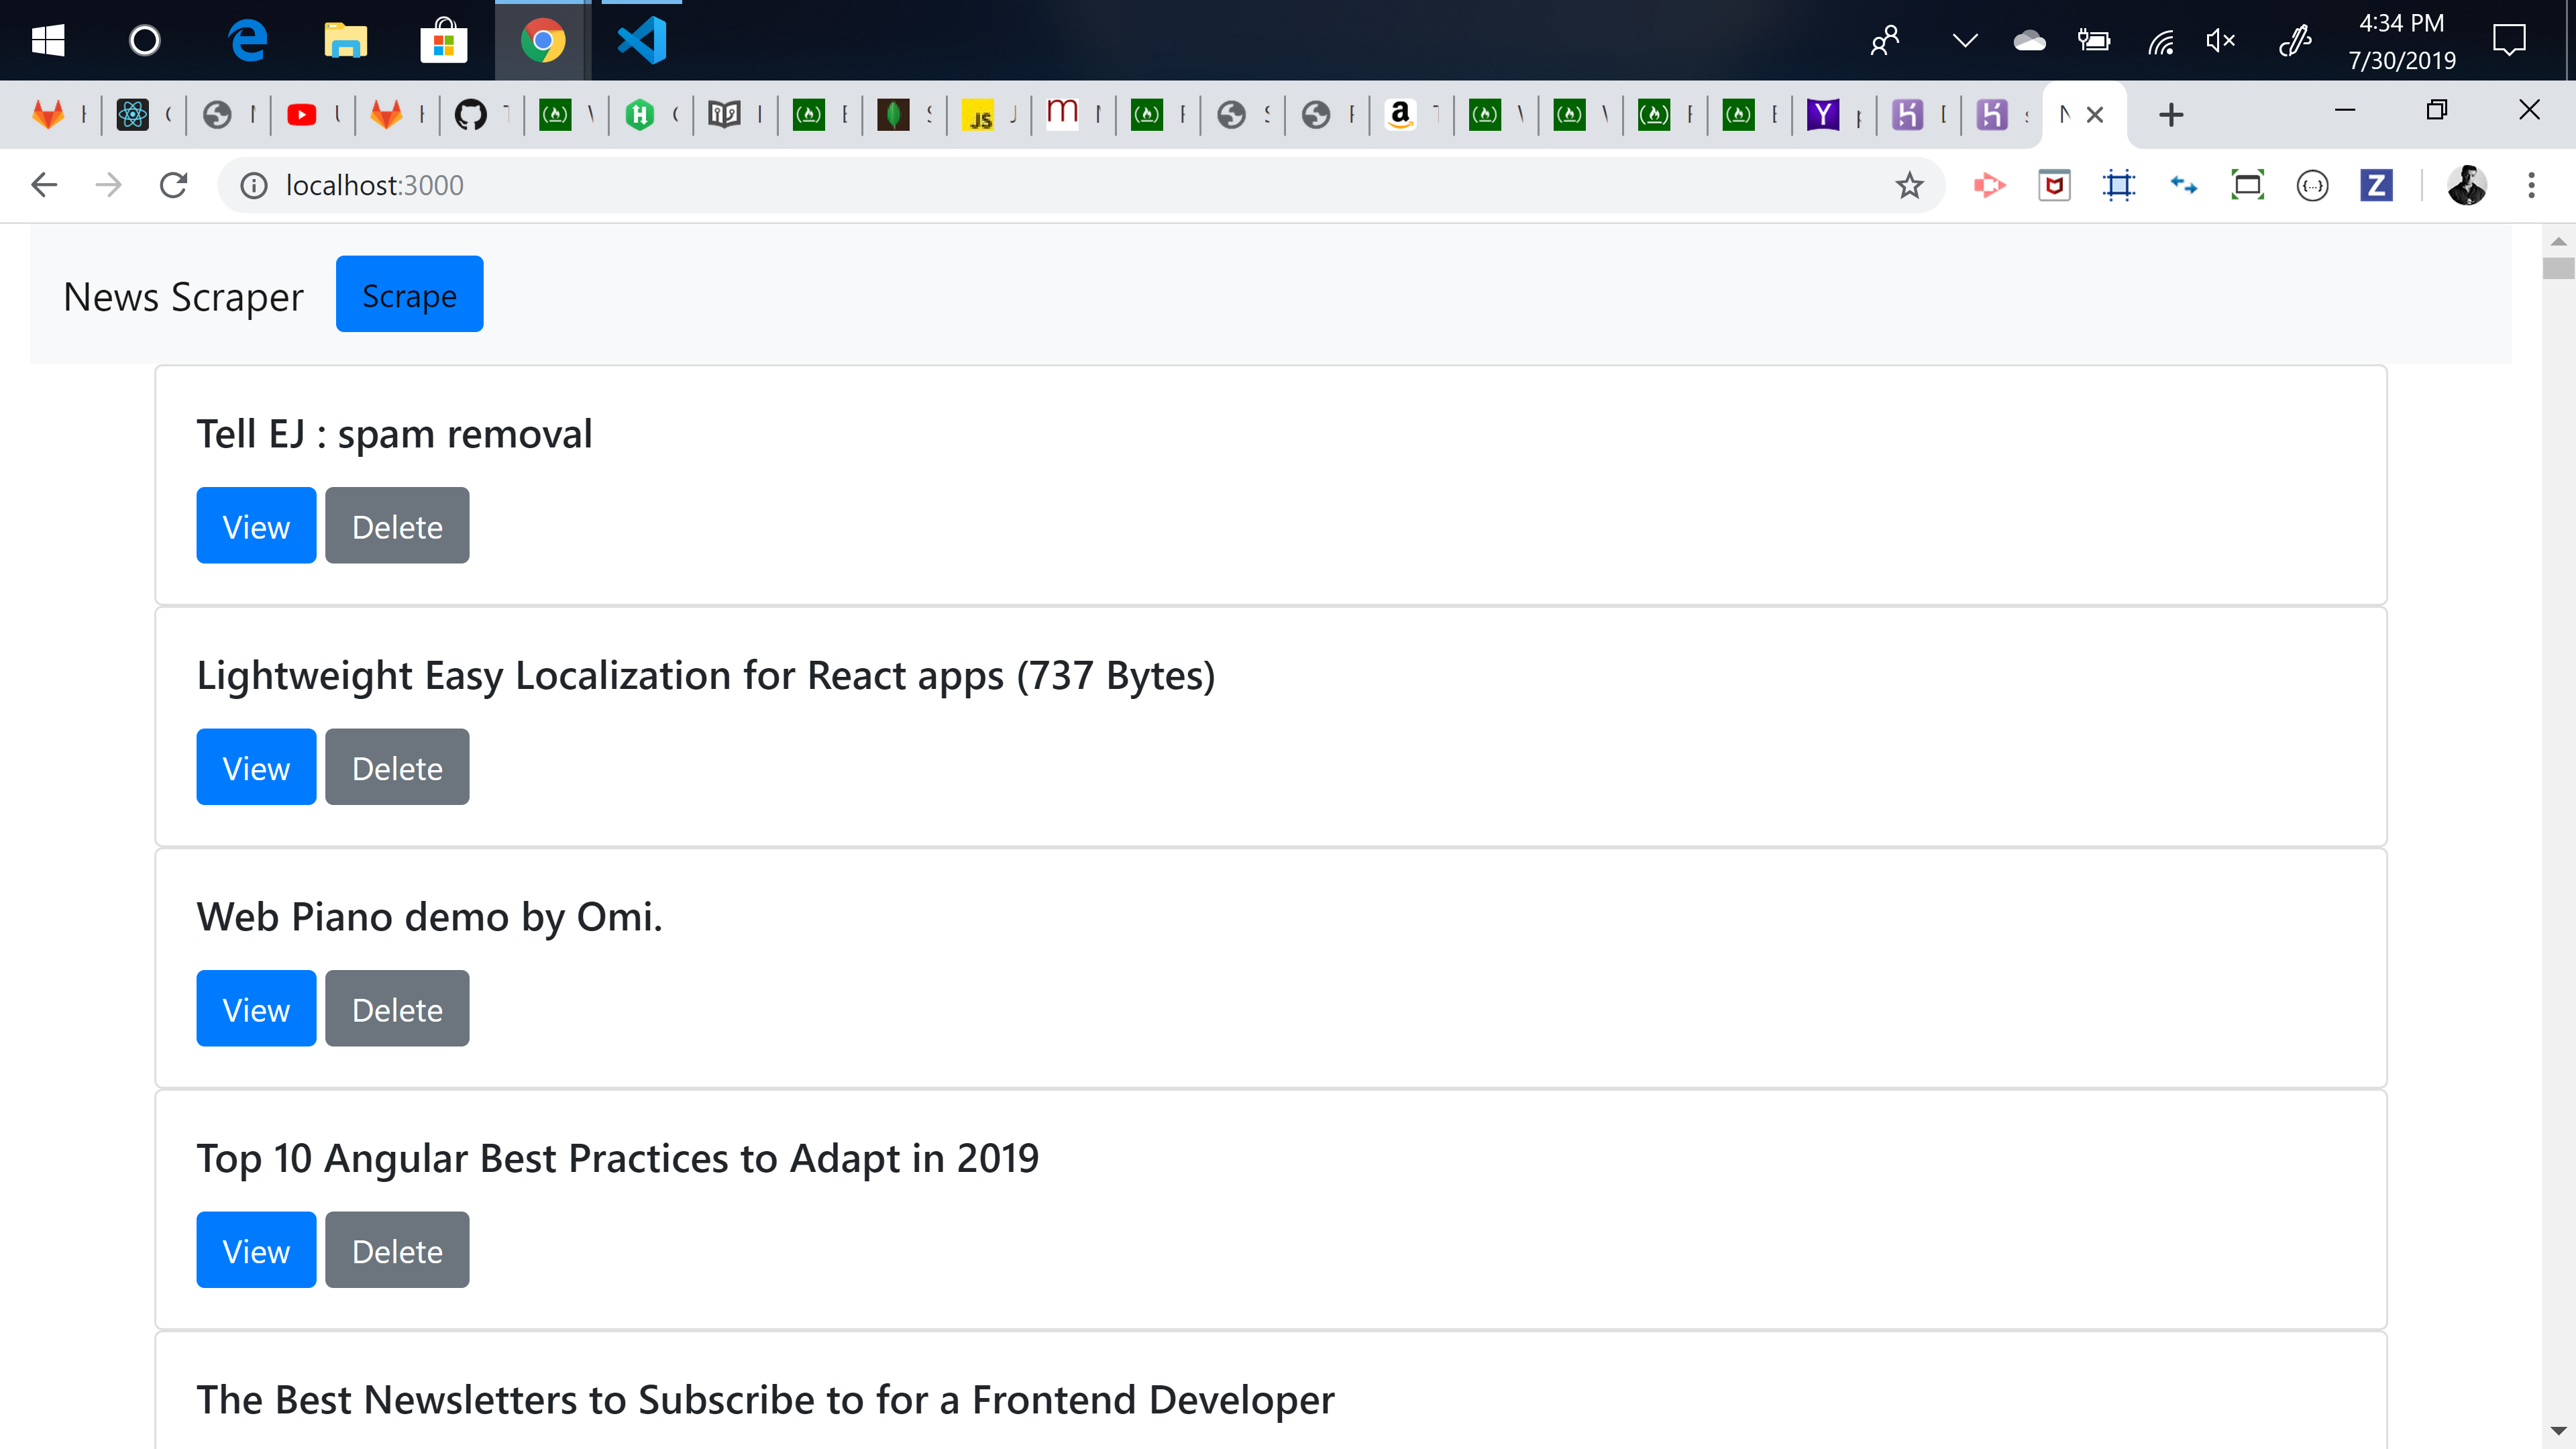 4:34 PM
7/30/2019
localhost:3000
News Scraper
Scrape
Tell EJ : spam removal
View Delete
Lightweight Easy Localization for React apps (737 Bytes)
View Delete
Web Piano demo by Omi.
View Delete
Top 10 Angular Best Practices to Adapt in 2019
View Delete
The Best Newsletters to Subscribe to for a Frontend Developer